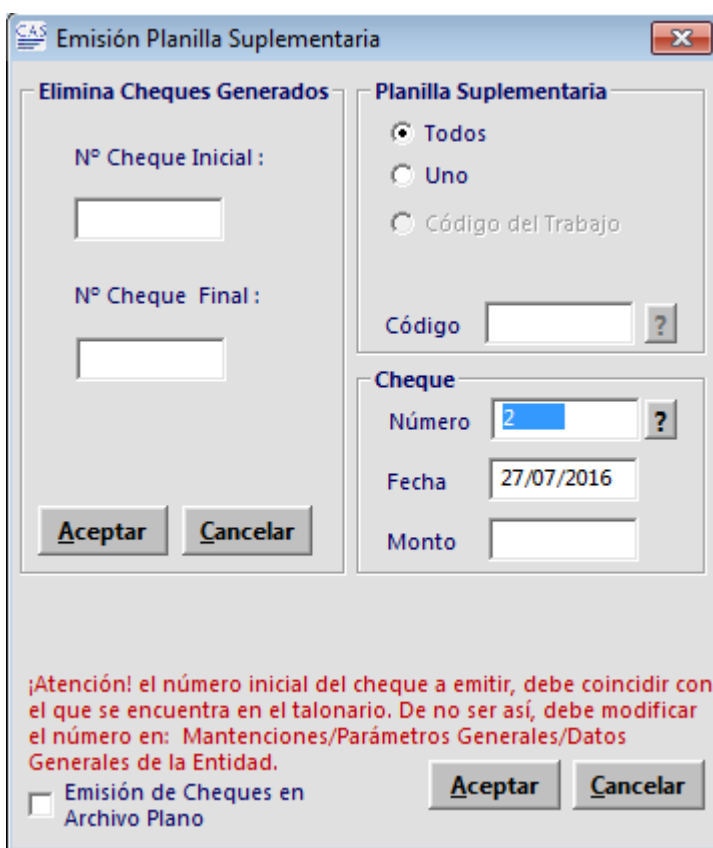 CAS Emisión Planilla Suplementaria
Elimina Cheques Generados
Nº Cheque Inicial :
Nº Cheque Final :
Aceptar Cancelar
Planilla Suplementaria
Todos
Uno
Código del Trabajo
Código ?
Cheque
Número 2 ?
Fecha 27/07/2016
Monto
¡Atención! el número inicial del cheque a emitir, debe coincidir con
el que se encuentra en el talonario. De no ser así, debe modificar
el número en: Mantenciones/Parámetros Generales/Datos
Generales de la Entidad.
Emisión de Cheques en
Archivo Plano
Aceptar Cancelar